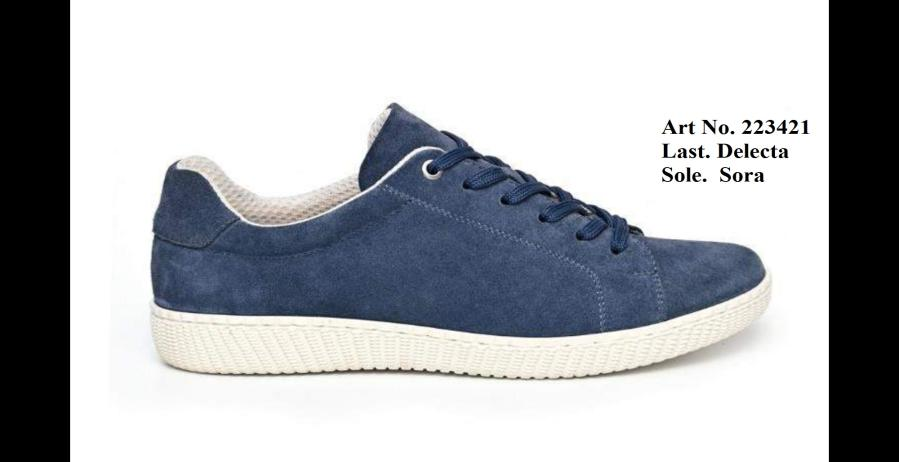 Art No. 223421
Last. Delecta
Sole. Sora